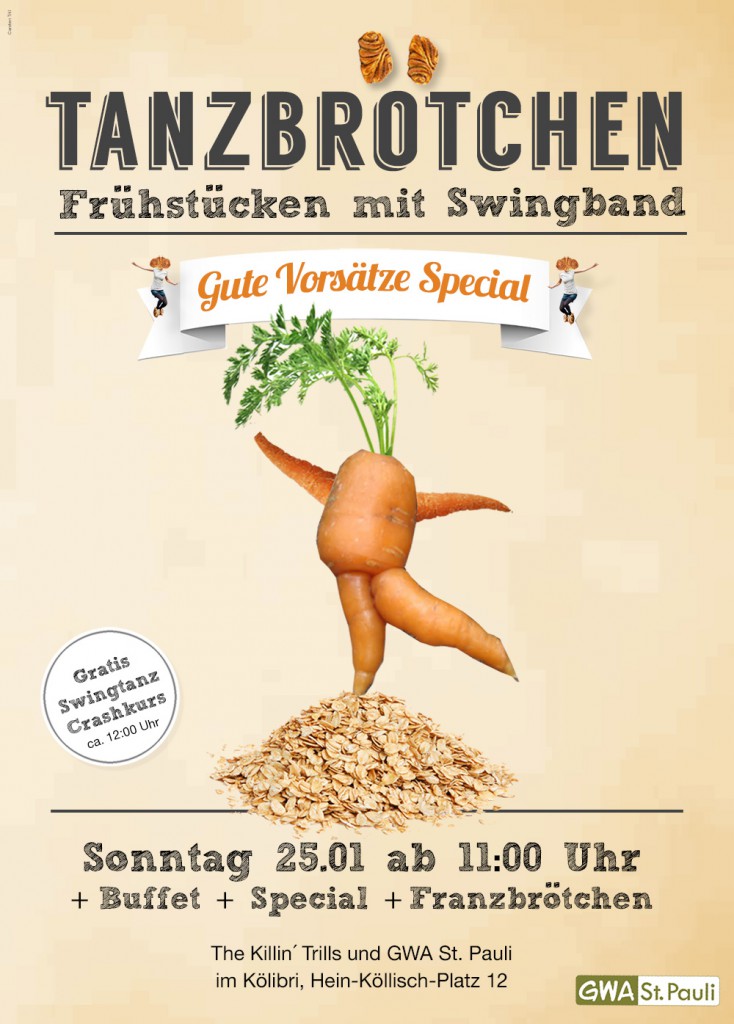 TANZBRÖTCHEN
Frühstücken mit Swingband
Gute Vorsätze Special
Gratis
Swingtanz
Crashkurs
ca. 12:00 Uhr
Sonntag 25.01 ab 11:00 Uhr
+ Buffet + Special + Franzbrötchen
The Killin´ Trills und GWA St. Pauli
im Kölibri, Hein-Köllisch-Platz 12
GWA St. Pauli